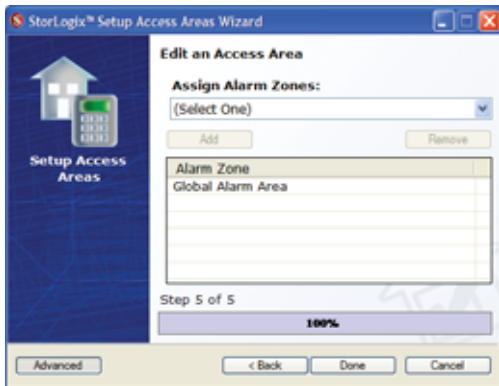 StorLogix™ Setup Access Areas Wizard
Edit an Access Area
Assign Alarm Zones:
(Select One)
Add
Remove
Setup Access
Areas
Alarm Zone
Global Alarm Area
Step 5 of 5
100%
Advanced
< Back
Done
Cancel